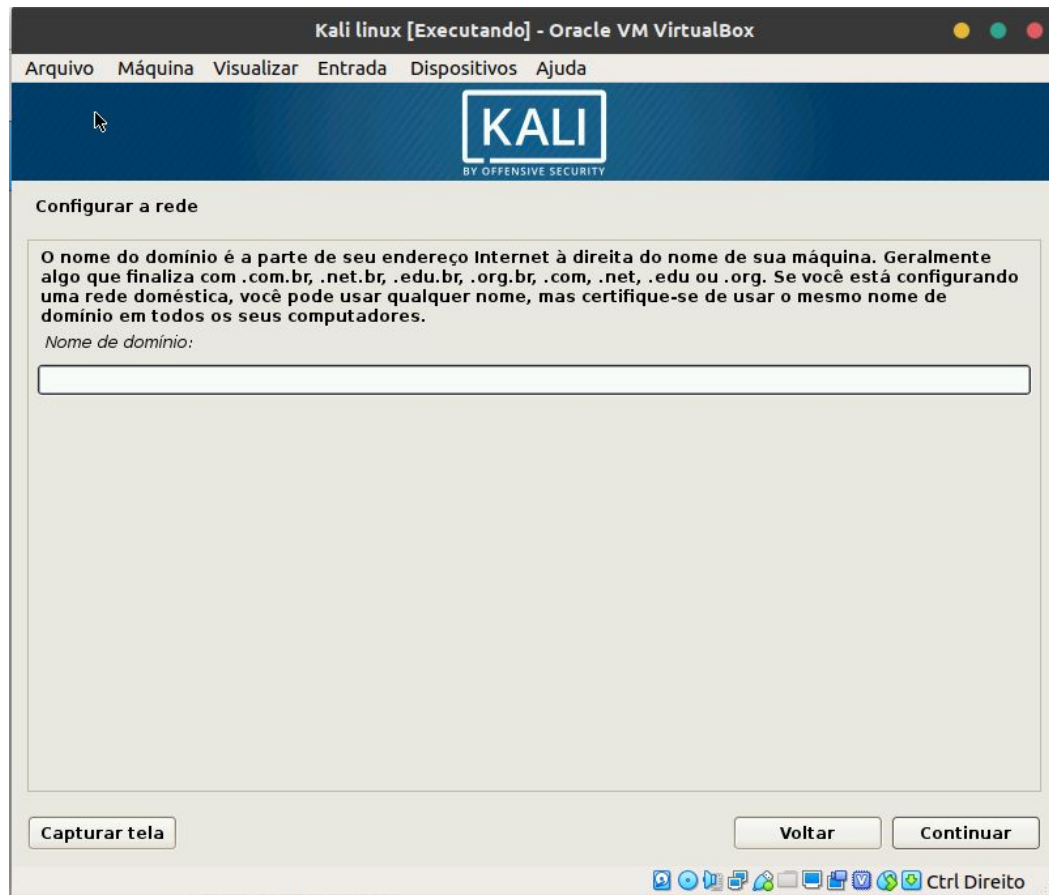 Kali linux [Executando] - Oracle VM VirtualBox
Arquivo Máquina Visualizar Entrada Dispositivos Ajuda
KALI
BY OFFENSIVE SECURITY
Configurar a rede
O nome do domínio é a parte de seu endereço Internet à direita do nome de sua máquina. Geralmente
algo que finaliza com .com.br, .net.br, .edu.br, .org.br, .com, .net, .edu ou .org. Se você está configurando
uma rede doméstica, você pode usar qualquer nome, mas certifique-se de usar o mesmo nome de
domínio em todos os seus computadores.
Nome de domínio:
Capturar tela Voltar Continuar
Ctrl Direito